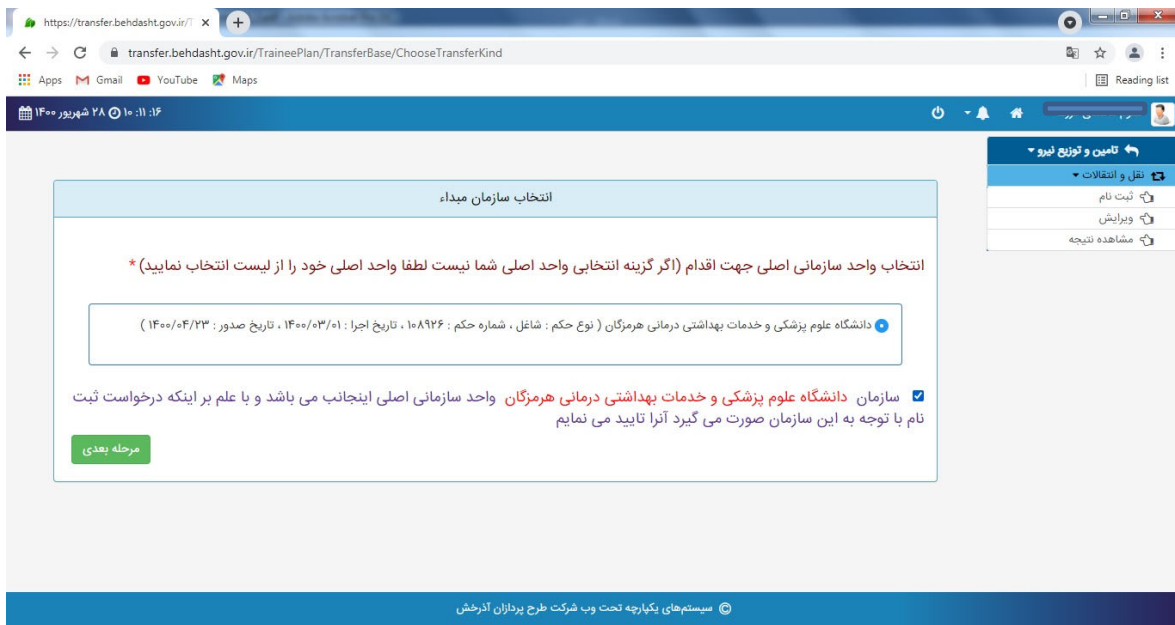 https://transfer.behdasht.gov.ir/T
transfer.behdasht.gov.ir/TraineePlan/TransferBase/ChooseTransferKind
Apps Gmail YouTube Maps Reading list
۲۸ شهریور ۱۴۰۰ ۱۰ :۱۱ :۱۶
تامین و توزیع نیرو
نقل و انتقالات
ثبت نام
ویرایش
مشاهده نتیجه
انتخاب سازمان مبداء
انتخاب واحد سازمانی اصلی جهت اقدام (اگر گزینه انتخابی واحد اصلی شما نیست لطفا واحد اصلی خود را از لیست انتخاب نمایید) *
دانشگاه علوم پزشکی و خدمات بهداشتی درمانی هرمزگان ( نوع حکم : شاغل ، شماره حکم : ۱۰۸۹۲۶ ، تاریخ اجرا : ۱۴۰۰/۰۳/۰۱ ، تاریخ صدور : ۱۴۰۰/۰۴/۲۳ )
سازمان دانشگاه علوم پزشکی و خدمات بهداشتی درمانی هرمزگان واحد سازمانی اصلی اینجانب می باشد و با علم بر اینکه درخواست ثبت
نام با توجه به این سازمان صورت می گیرد آنرا تایید می نمایم
مرحله بعدی
© سیستم‌های یکپارچه تحت وب شرکت طرح پردازان آذرخش